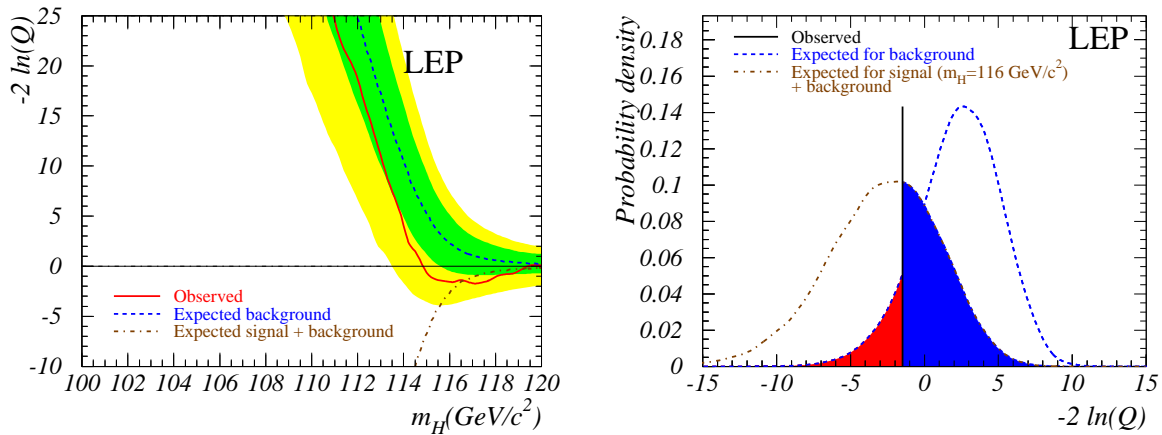 -2 ln(Q)
25
20
15
10
5
0
-5
-10
LEP
Observed
Expected background
Expected signal + background
100 102 104 106 108 110 112 114 116 118 120
m_H(GeV/c²)
Probability density
0.18
0.16
0.14
0.12
0.1
0.08
0.06
0.04
0.02
0
LEP
Observed
Expected for background
Expected for signal (m_H=116 GeV/c²)
+ background
-15 -10 -5 0 5 10 15
-2 ln(Q)